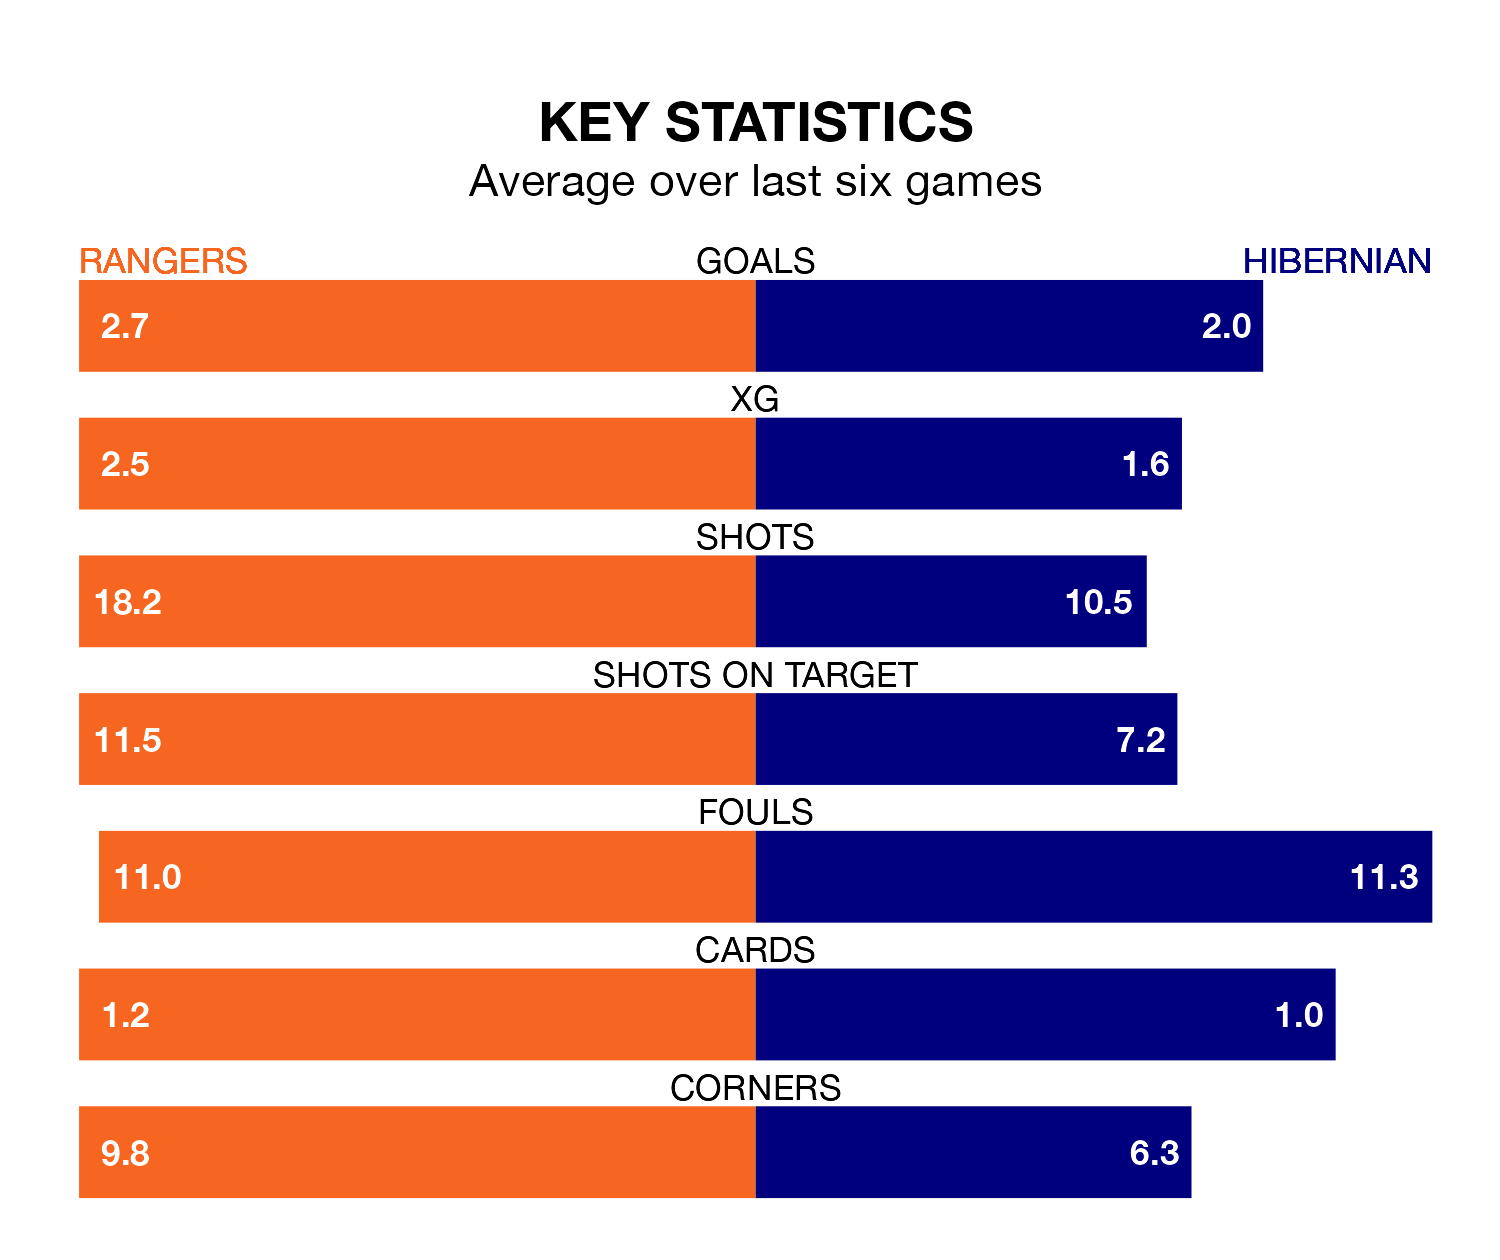 KEY STATISTICS
Average over last six games
RANGERS GOALS HIBERNIAN
2.7 2.0
XG
2.5 1.6
SHOTS
18.2 10.5
SHOTS ON TARGET
11.5 7.2
FOULS
11.0 11.3
CARDS
1.2 1.0
CORNERS
9.8 6.3